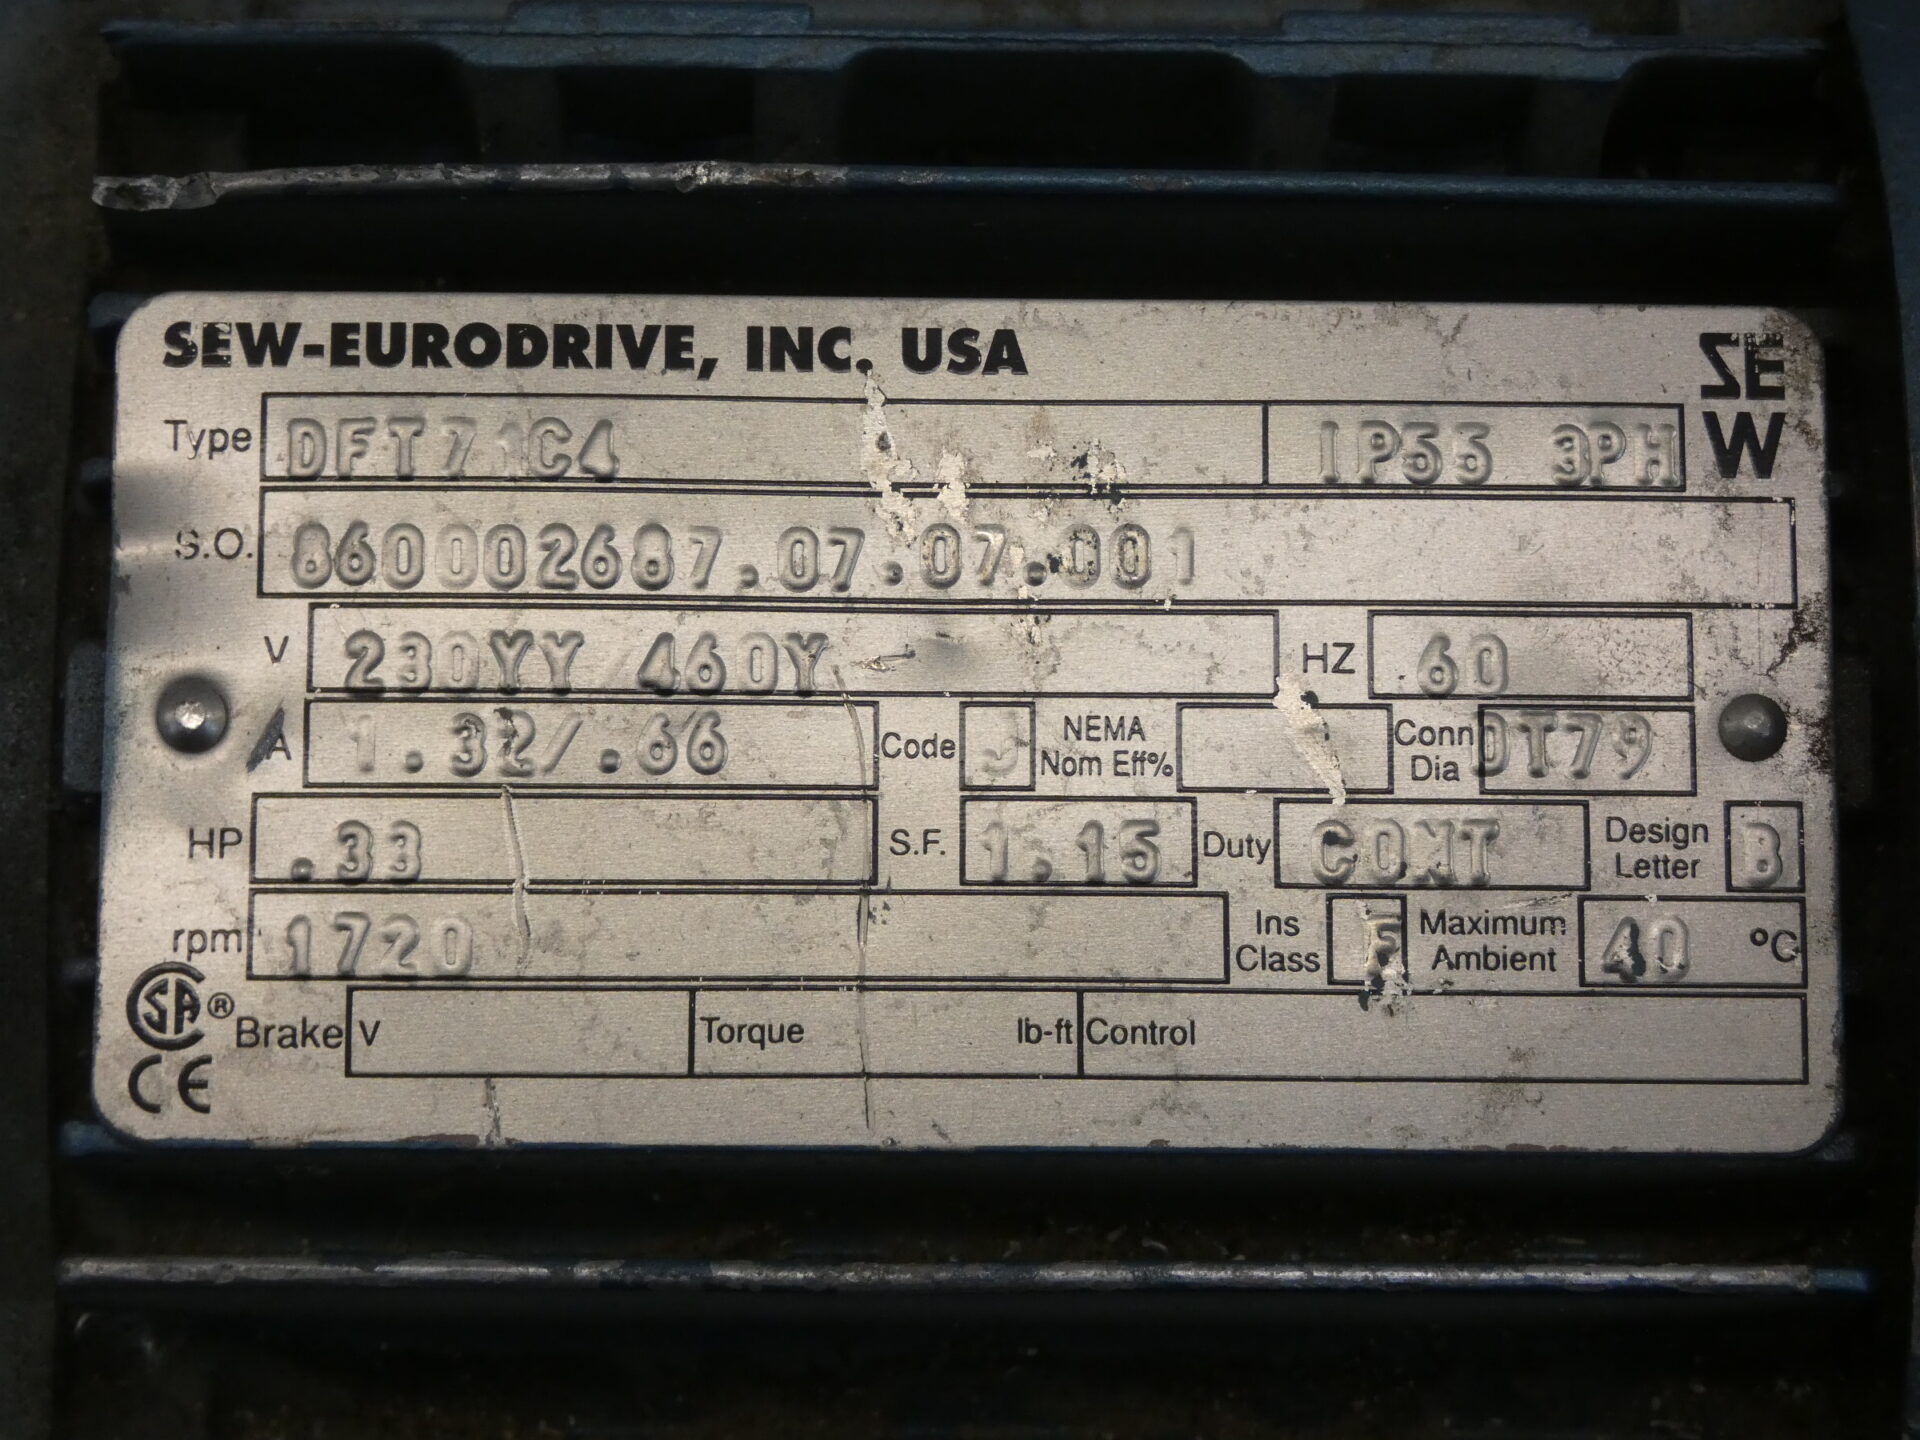 SEW-EURODRIVE, INC. USA
SE
W
Type DFT71C4 IP55 3PH
S.O. 860002687.07.07.001
V 230YY/460Y HZ 60
A 1.32/.66 Code J NEMA Nom Eff% Conn Dia DT79
HP .33 S.F. 1.15 Duty CONT Design Letter B
rpm 1720 Ins Class F Maximum Ambient 40 °C
SA ® Brake V Torque lb-ft Control
CE